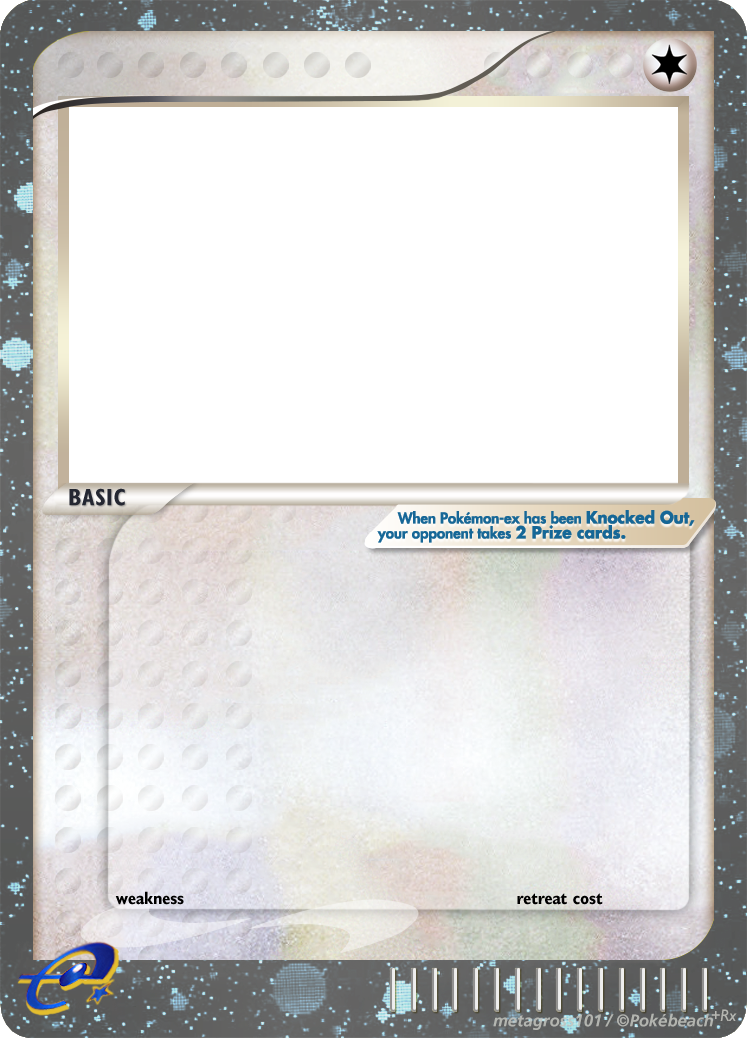 BASIC
When Pokémon-ex has been Knocked Out,
your opponent takes 2 Prize cards.
weakness retreat cost
metagross101 / ©Pokébeach +Rx